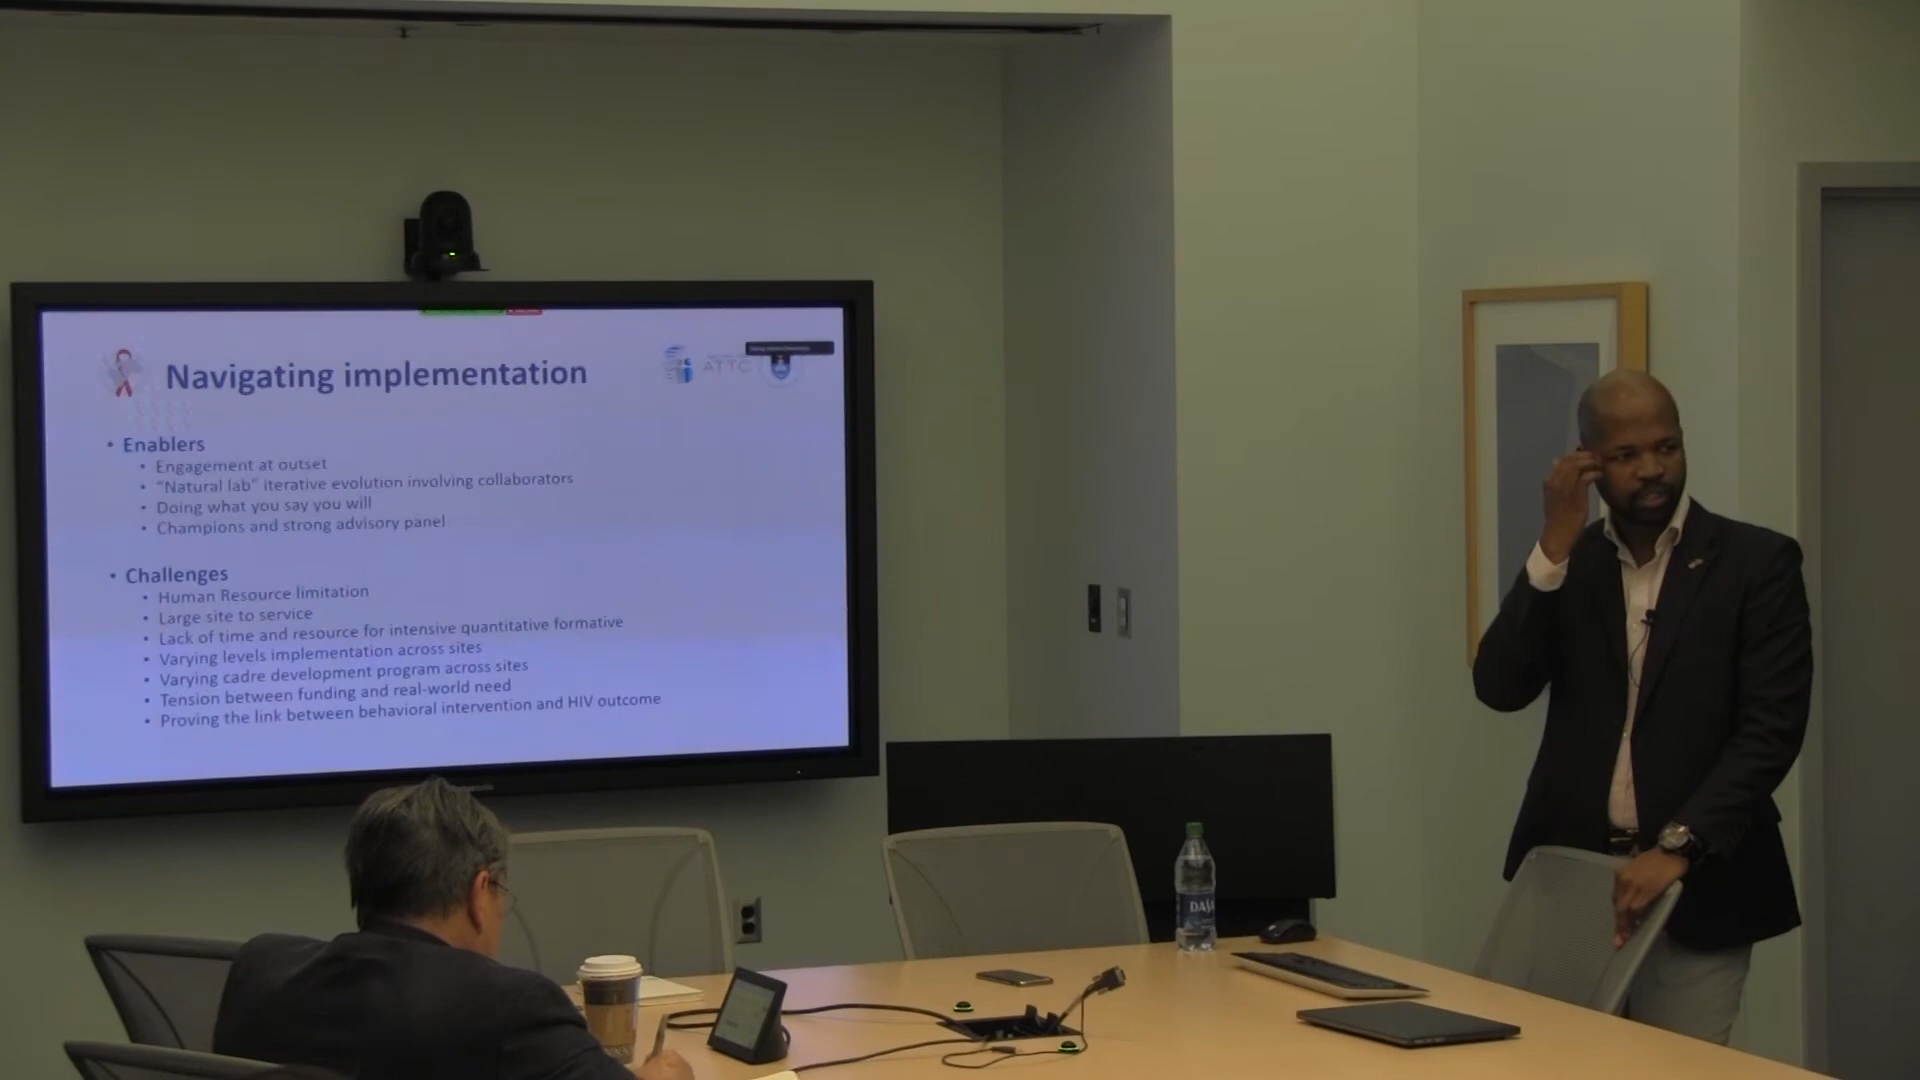 Navigating implementation
ATTC
• Enablers
• Engagement at outset
• "Natural lab" iterative evolution involving collaborators
• Doing what you say you will
• Champions and strong advisory panel
• Challenges
• Human Resource limitation
• Large site to service
• Lack of time and resource for intensive quantitative formative
• Varying levels implementation across sites
• Varying cadre development program across sites
• Tension between funding and real-world need
• Proving the link between behavioral intervention and HIV outcome
DASA